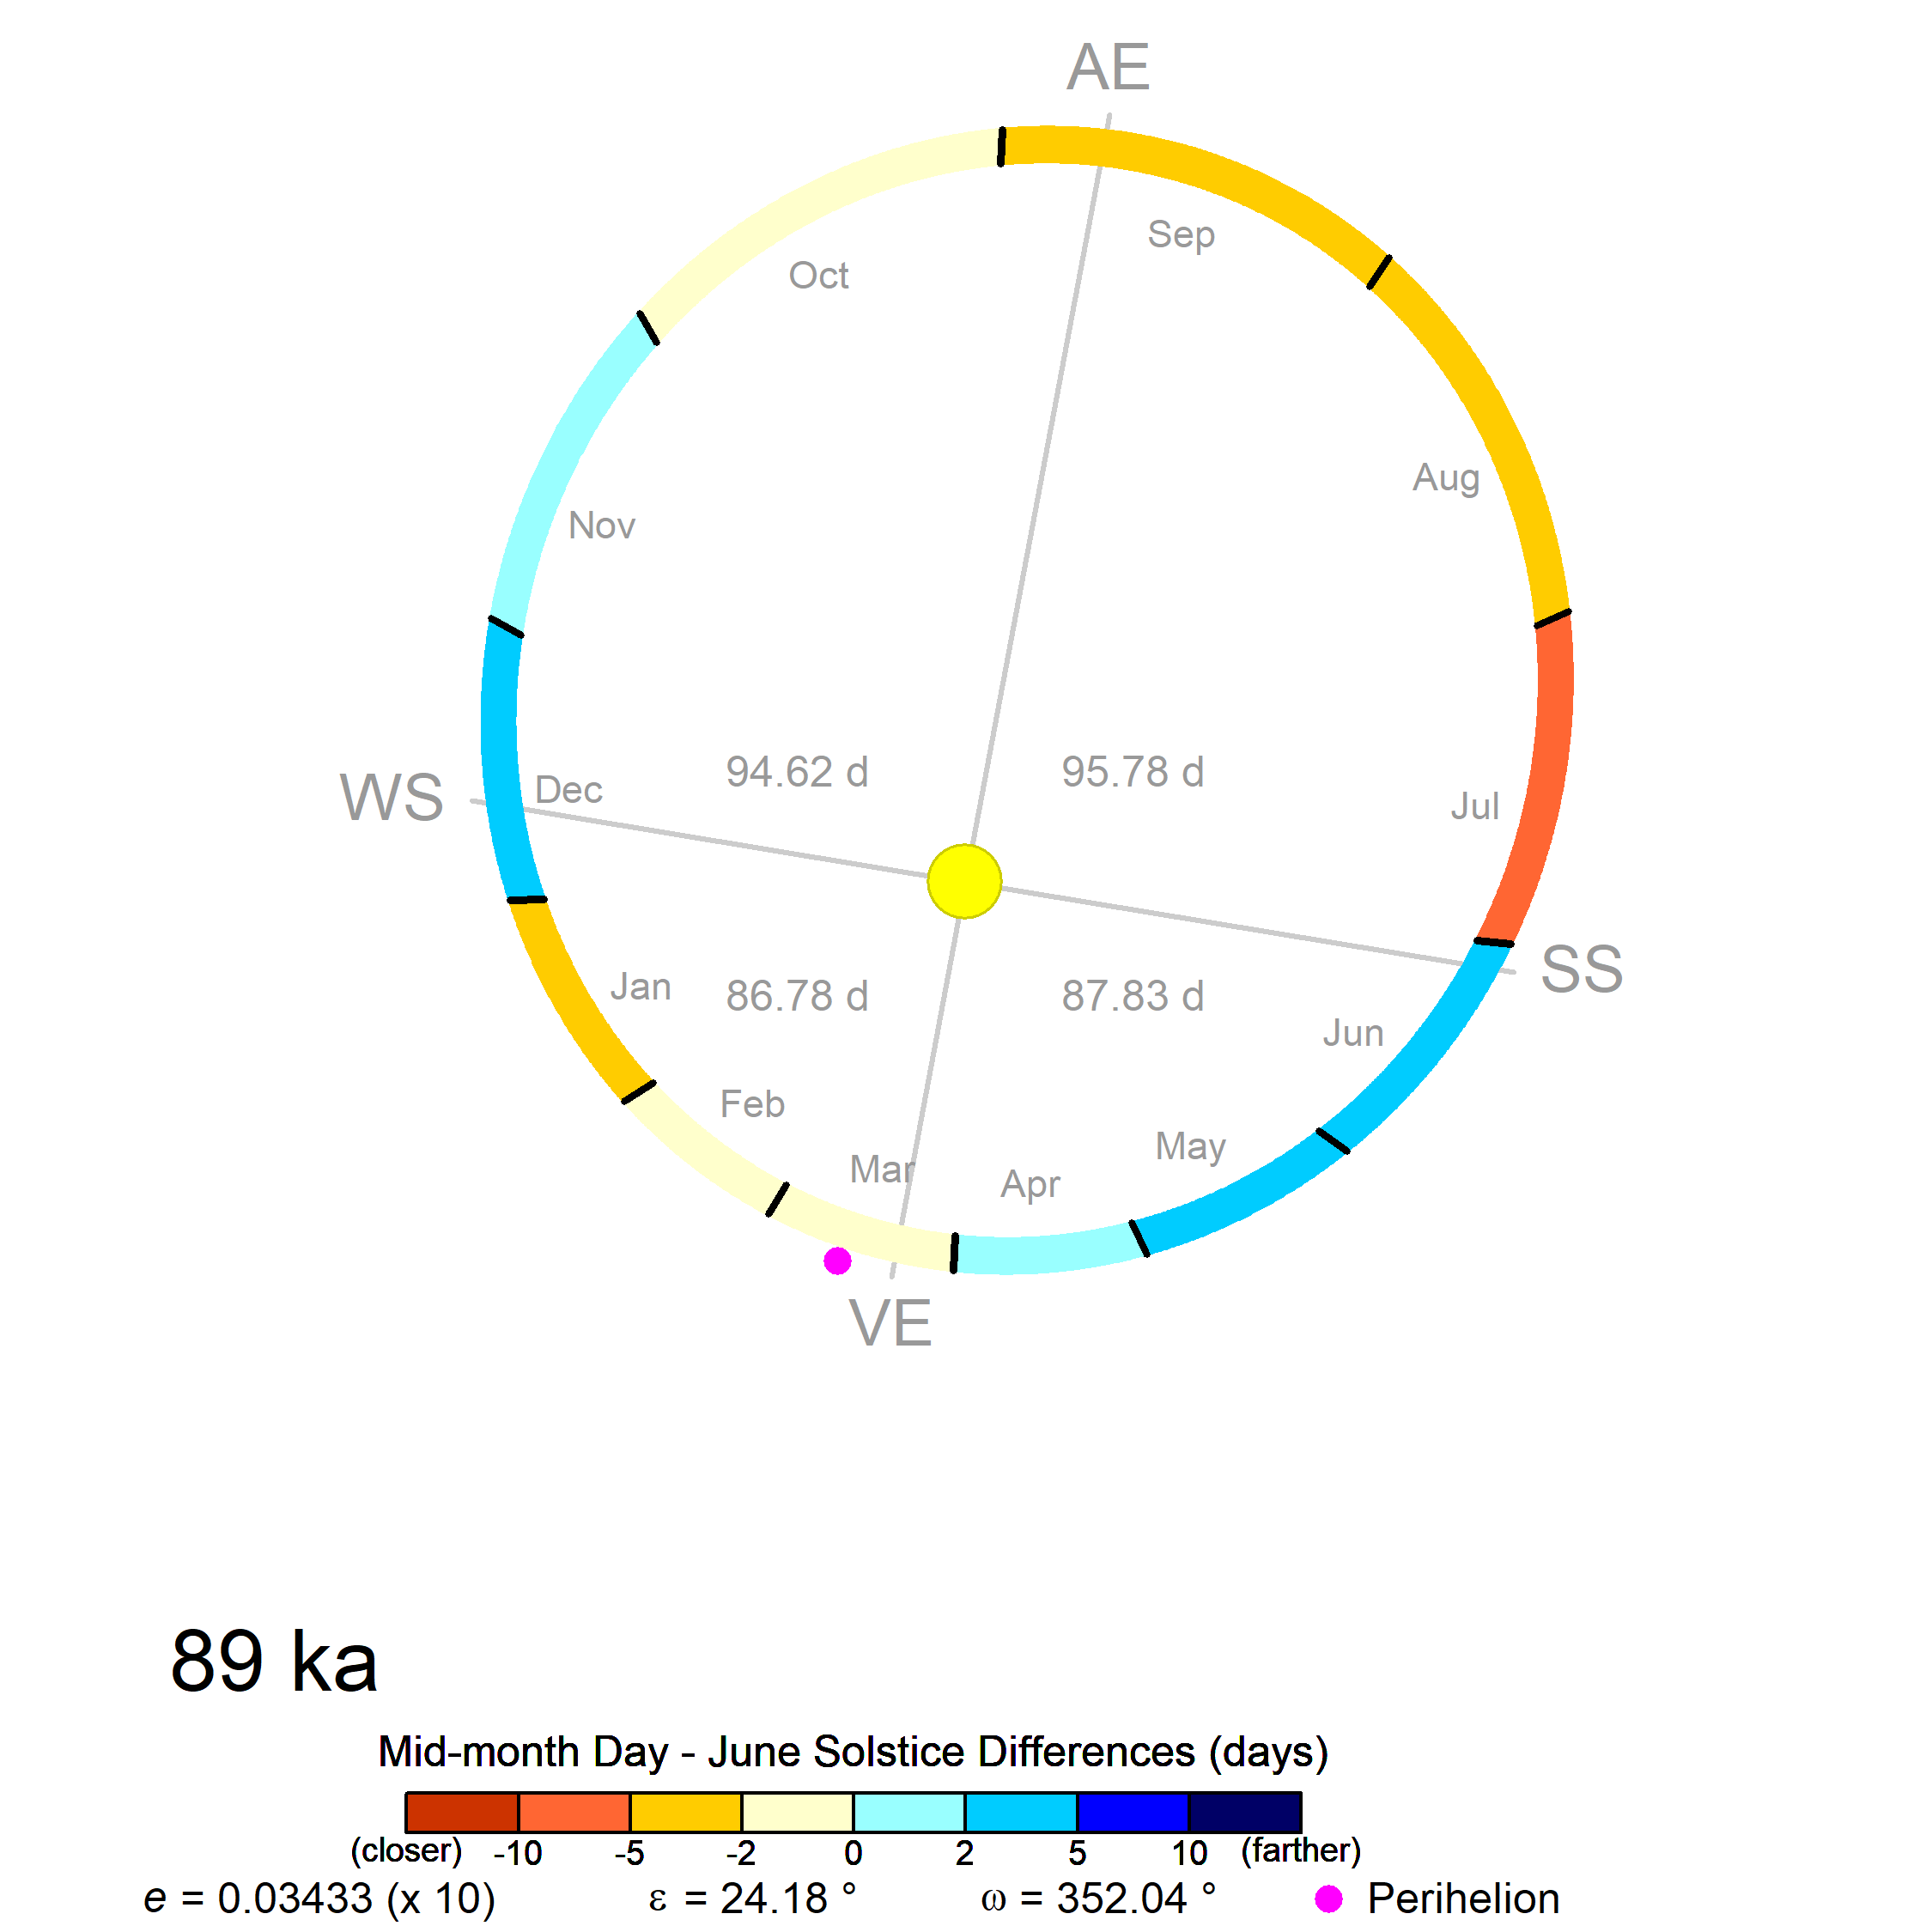 AE
Sep
Oct
Aug
Nov
94.62 d
95.78 d
WS
Dec
Jul
SS
Jan
86.78 d
87.83 d
Jun
Feb
May
Mar
Apr
VE
89 ka
Mid-month Day - June Solstice Differences (days)
(closer) -10 -5 -2 0 2 5 10 (farther)
e = 0.03433 (x 10) ε = 24.18 ° ω = 352.04 ° Perihelion